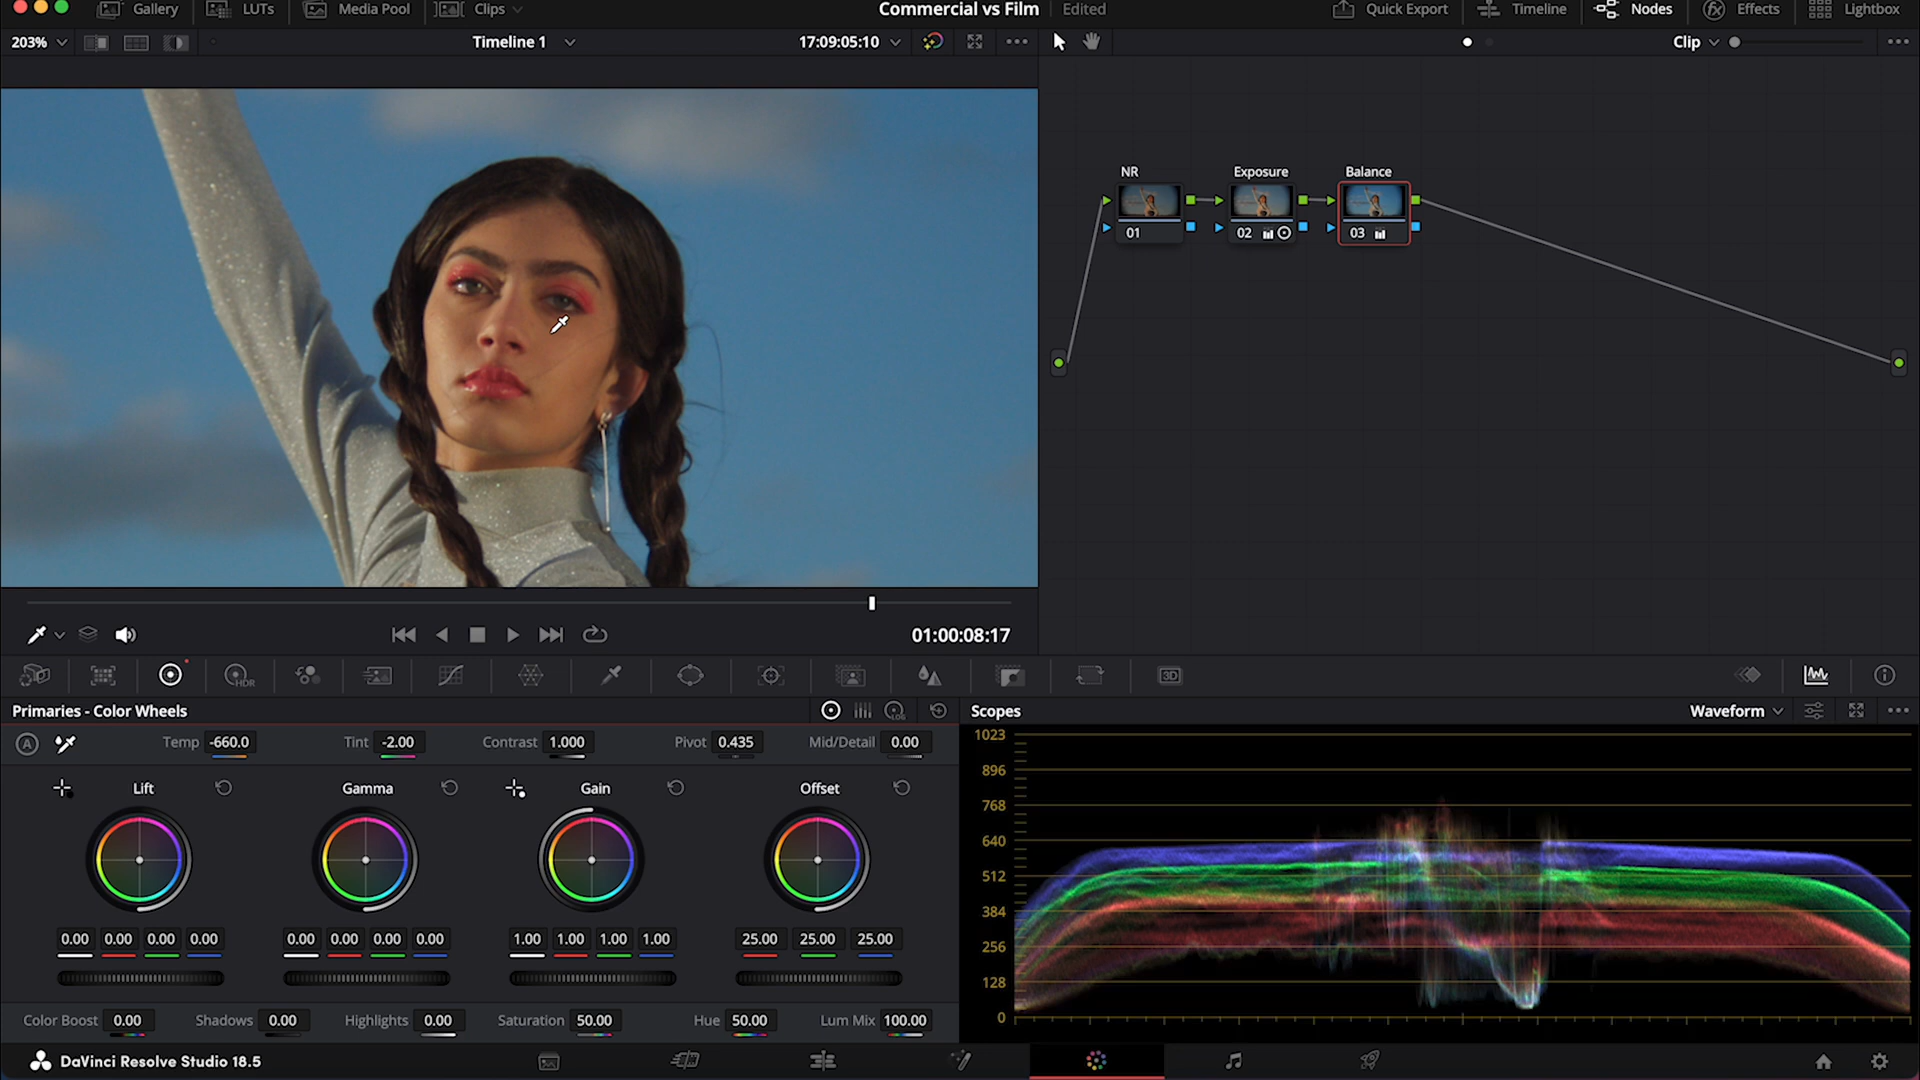 Gallery LUTs Media Pool Clips Commercial vs Film Edited Quick Export Timeline Nodes Effects Lightbox
203% Timeline 1 17:09:05:10 Clip
NR Exposure Balance
01 02 03
01:00:08:17
HDR 3D
Primaries - Color Wheels LOG Scopes Waveform
A Temp -660.0 Tint -2.00 Contrast 1.000 Pivot 0.435 Mid/Detail 0.00
Lift Gamma Gain Offset
0.00 0.00 0.00 0.00 0.00 0.00 0.00 0.00 1.00 1.00 1.00 1.00 25.00 25.00 25.00
Color Boost 0.00 Shadows 0.00 Highlights 0.00 Saturation 50.00 Hue 50.00 Lum Mix 100.00
1023
896
768
640
512
384
256
128
0
DaVinci Resolve Studio 18.5